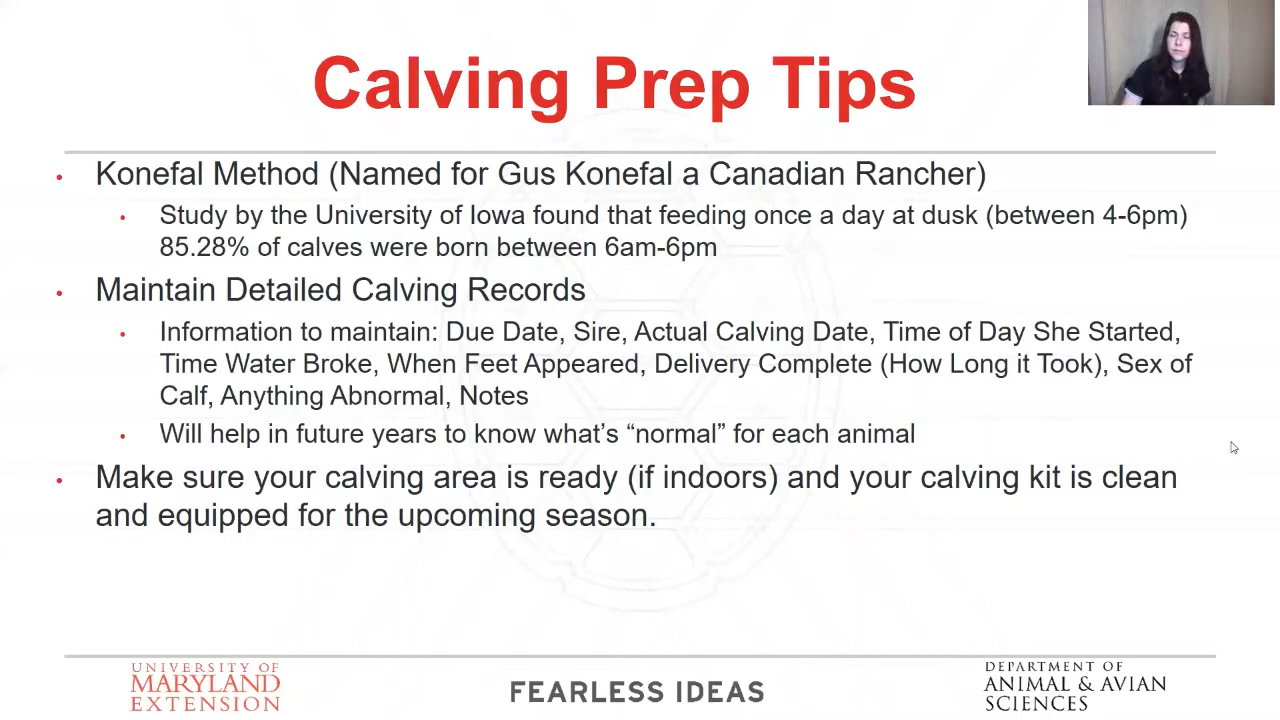 Calving Prep Tips
• Konefal Method (Named for Gus Konefal a Canadian Rancher)
• Study by the University of Iowa found that feeding once a day at dusk (between 4-6pm)
85.28% of calves were born between 6am-6pm
• Maintain Detailed Calving Records
• Information to maintain: Due Date, Sire, Actual Calving Date, Time of Day She Started,
Time Water Broke, When Feet Appeared, Delivery Complete (How Long it Took), Sex of
Calf, Anything Abnormal, Notes
• Will help in future years to know what’s “normal” for each animal
• Make sure your calving area is ready (if indoors) and your calving kit is clean
and equipped for the upcoming season.
UNIVERSITY OF
MARYLAND
EXTENSION
FEARLESS IDEAS
DEPARTMENT OF
ANIMAL & AVIAN
SCIENCES